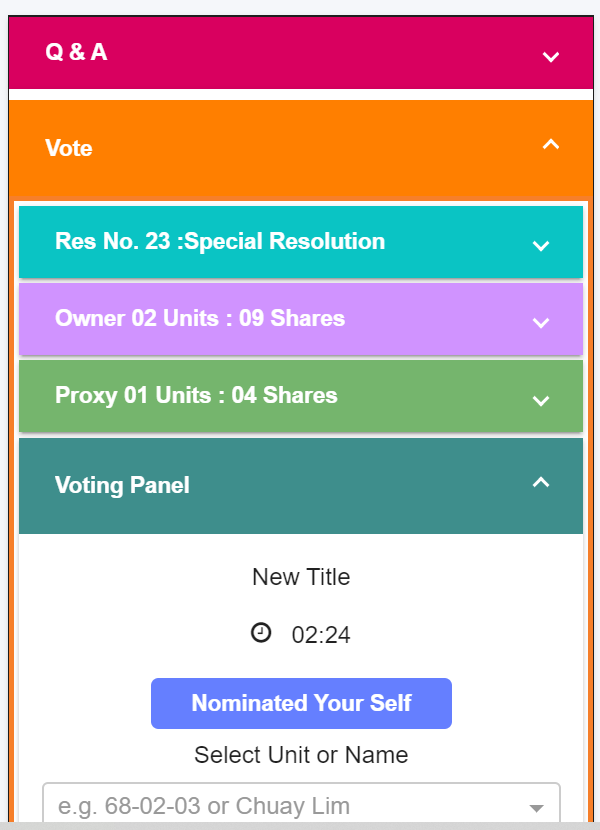 Q & A
Vote
Res No. 23 :Special Resolution
Owner 02 Units : 09 Shares
Proxy 01 Units : 04 Shares
Voting Panel
New Title
02:24
Nominated Your Self
Select Unit or Name
e.g. 68-02-03 or Chuay Lim